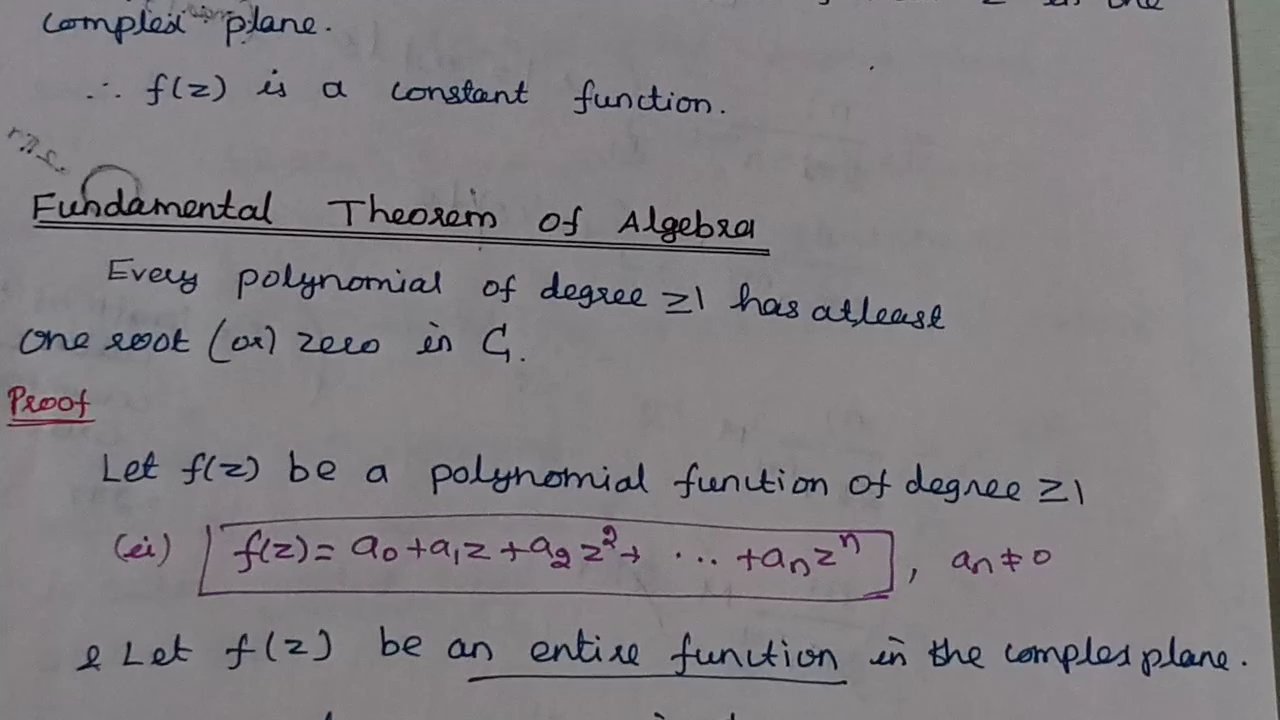 complex plane.
∴ f(z) is a constant function.
Fundamental Theorem of Algebra
Every polynomial of degree ≥1 has atleast
one root (or) zero in ℂ.
Proof
Let f(z) be a polynomial function of degree ≥1
(ie) f(z) = a₀+a₁z+a₂z²+ ... +aₙzⁿ, aₙ≠0
& Let f(z) be an entire function in the complex plane.